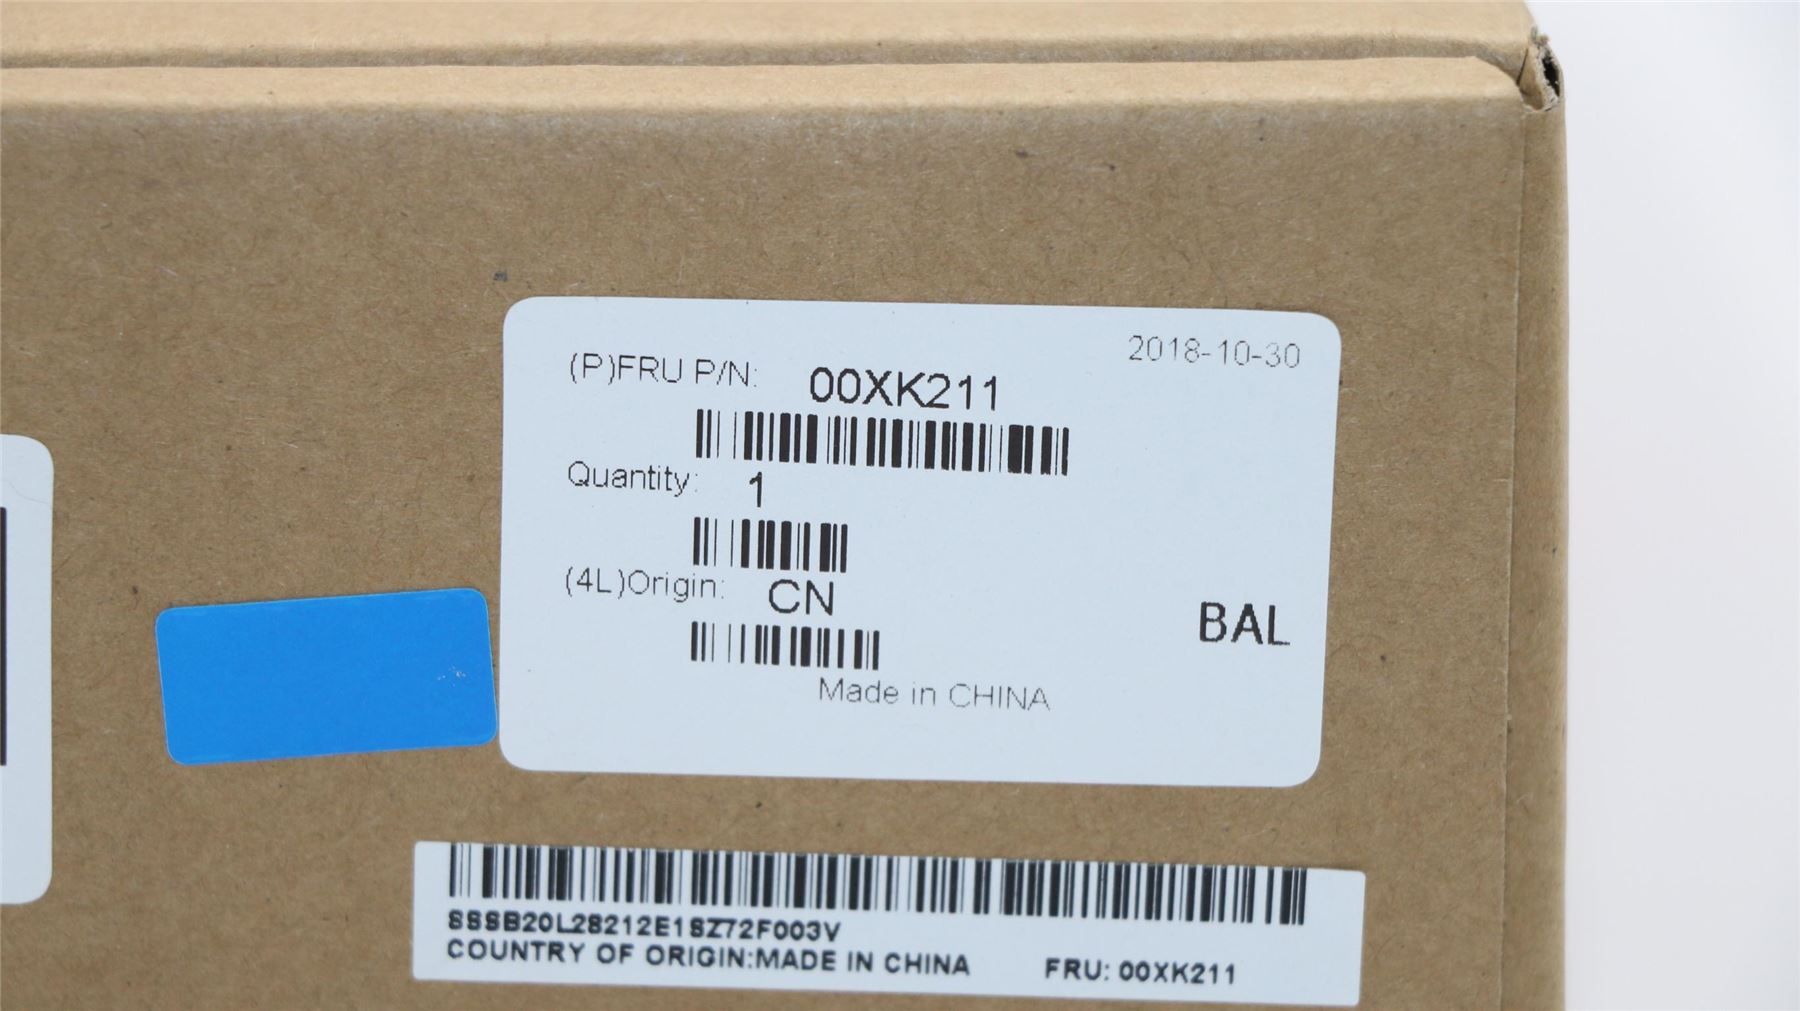 2018-10-30
(P)FRU P/N: 00XK211
Quantity: 1
(4L)Origin: CN
BAL
Made in CHINA
SSSB20L28212E1SZ72F003V
COUNTRY OF ORIGIN:MADE IN CHINA FRU: 00XK211